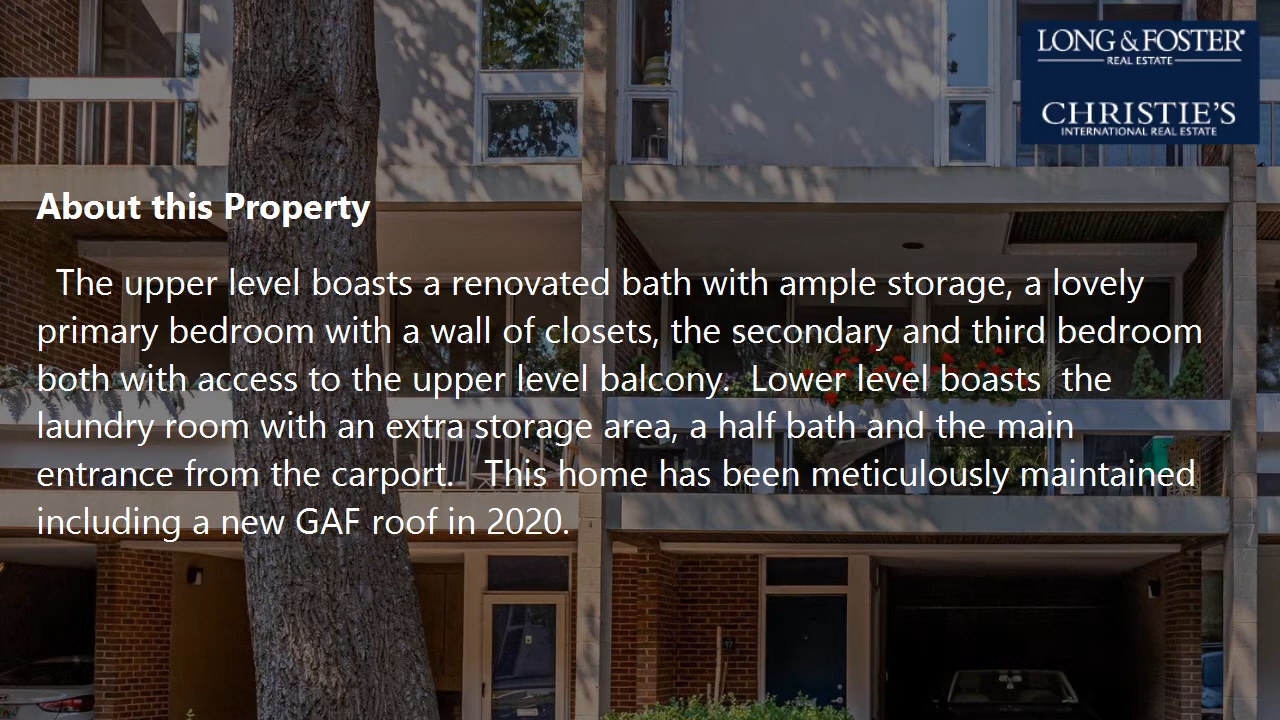 LONG & FOSTER®
REAL ESTATE
CHRISTIE'S
INTERNATIONAL REAL ESTATE
About this Property
The upper level boasts a renovated bath with ample storage, a lovely
primary bedroom with a wall of closets, the secondary and third bedroom
both with access to the upper level balcony.  Lower level boasts  the
laundry room with an extra storage area, a half bath and the main
entrance from the carport.   This home has been meticulously maintained
including a new GAF roof in 2020.